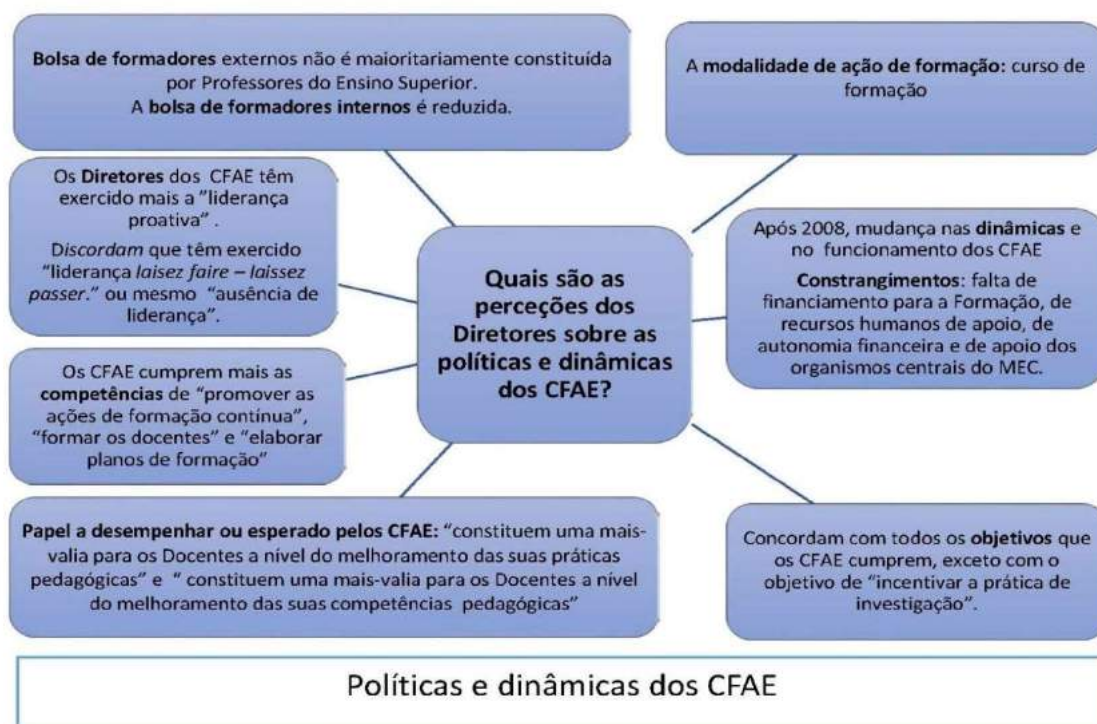 Bolsa de formadores externos não é maioritariamente constituída
por Professores do Ensino Superior.
A bolsa de formadores internos é reduzida.
A modalidade de ação de formação: curso de
formação
Os Diretores dos CFAE têm
exercido mais a "liderança
proativa" .
Discordam que têm exercido
"liderança laisez faire – laissez
passer." ou mesmo "ausência de
liderança".
Quais são as
perceções dos
Diretores sobre as
políticas e dinâmicas
dos CFAE?
Após 2008, mudança nas dinâmicas e
no funcionamento dos CFAE
Constrangimentos: falta de
financiamento para a Formação, de
recursos humanos de apoio, de
autonomia financeira e de apoio dos
organismos centrais do MEC.
Os CFAE cumprem mais as
competências de "promover as
ações de formação contínua",
"formar os docentes" e "elaborar
planos de formação"
Papel a desempenhar ou esperado pelos CFAE: "constituem uma mais-
valia para os Docentes a nível do melhoramento das suas práticas
pedagógicas" e " constituem uma mais-valia para os Docentes a nível
do melhoramento das suas competências pedagógicas"
Concordam com todos os objetivos que
os CFAE cumprem, exceto com o
objetivo de "incentivar a prática de
investigação".
Políticas e dinâmicas dos CFAE